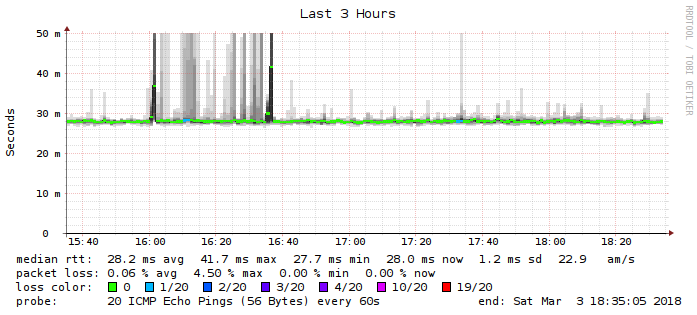 Last 3 Hours
RRDTOOL / TOBI OETIKER
Seconds
50 m
40 m
30 m
20 m
10 m
0
15:40 16:00 16:20 16:40 17:00 17:20 17:40 18:00 18:20
median rtt: 28.2 ms avg 41.7 ms max 27.7 ms min 28.0 ms now 1.2 ms sd 22.9 am/s
packet loss: 0.06 % avg 4.50 % max 0.00 % min 0.00 % now
loss color: 0 1/20 2/20 3/20 4/20 10/20 19/20
probe: 20 ICMP Echo Pings (56 Bytes) every 60s end: Sat Mar 3 18:35:05 2018